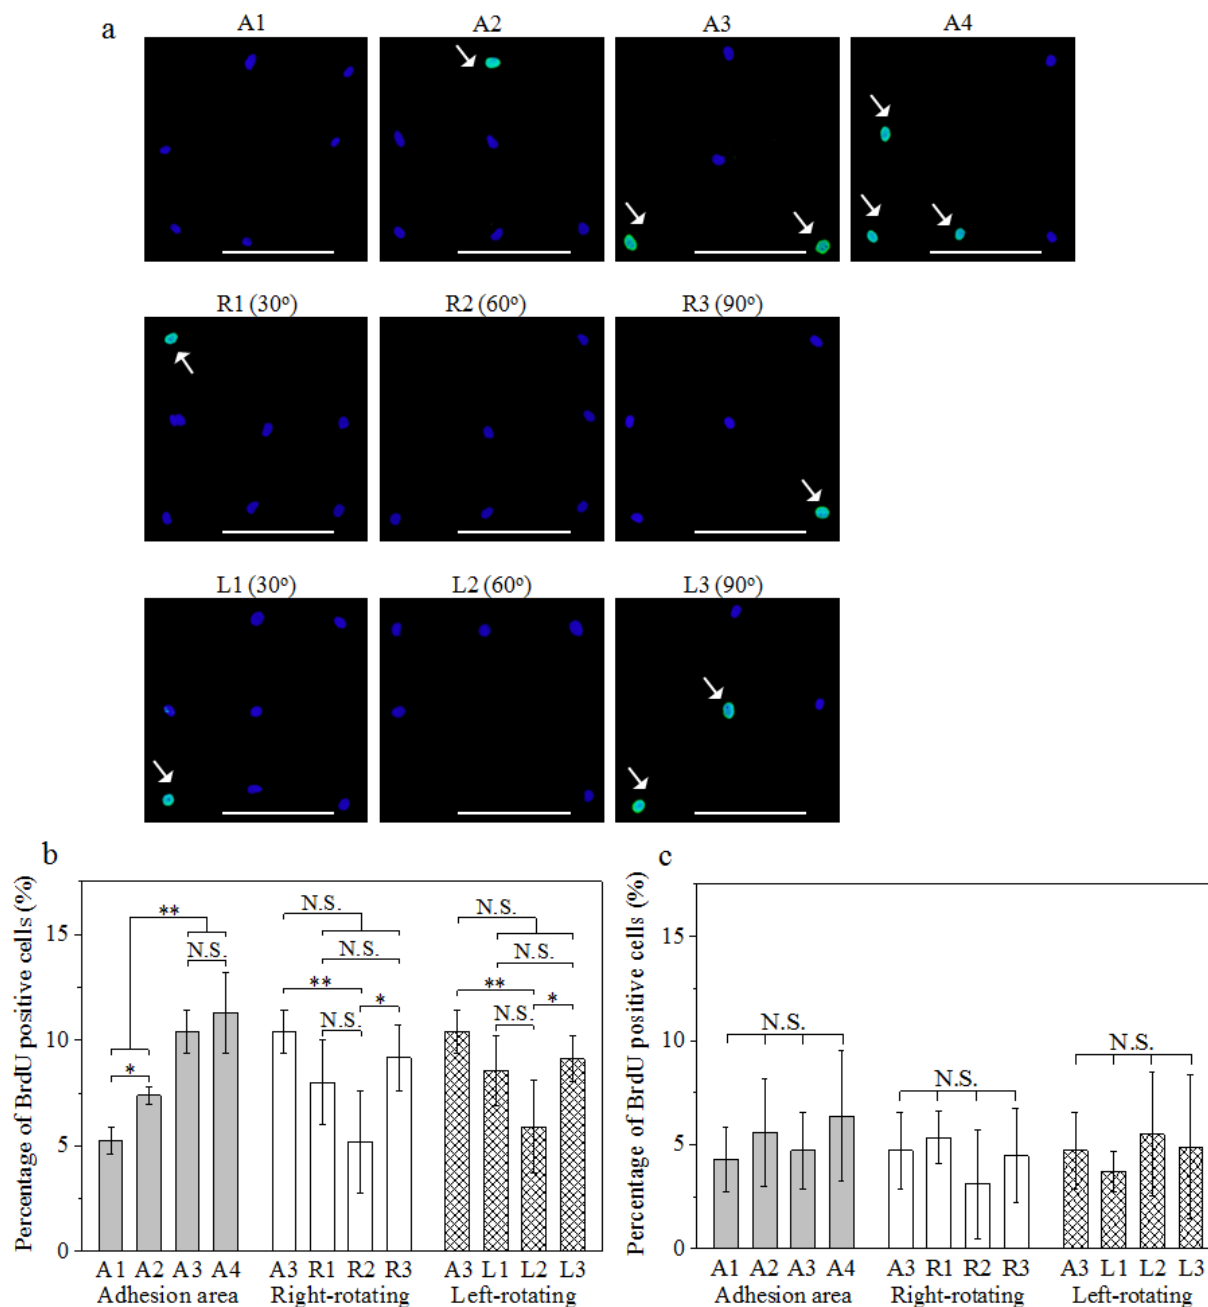 a
A1 A2 A3 A4
R1 (30°) R2 (60°) R3 (90°)
L1 (30°) L2 (60°) L3 (90°)
b
Percentage of BrdU positive cells (%)
15
10
5
0
** N.S. * N.S. N.S. ** N.S. * N.S. N.S. ** N.S. *
A1 A2 A3 A4 A3 R1 R2 R3 A3 L1 L2 L3
Adhesion area Right-rotating Left-rotating
c
Percentage of BrdU positive cells (%)
15
10
5
0
N.S. N.S. N.S.
A1 A2 A3 A4 A3 R1 R2 R3 A3 L1 L2 L3
Adhesion area Right-rotating Left-rotating